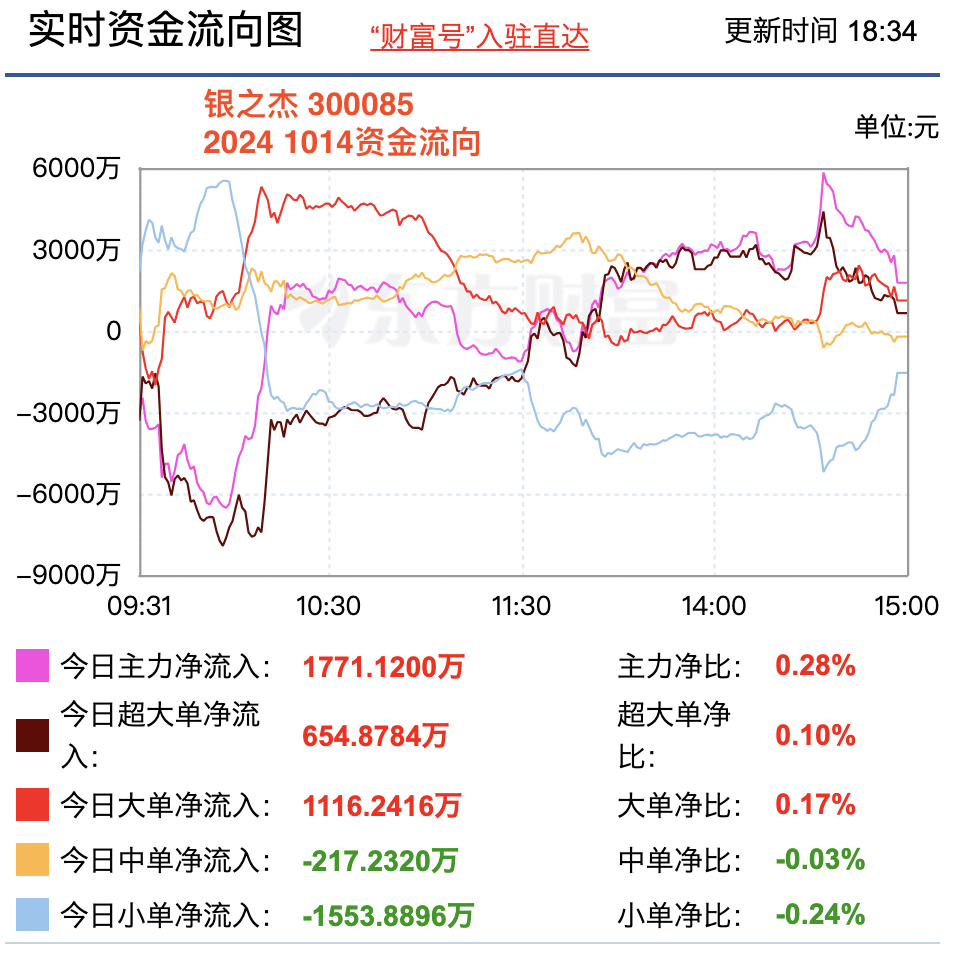 实时资金流向图
“财富号”入驻直达
更新时间 18:34
银之杰 300085
2024 1014资金流向
单位:元
6000万
3000万
0
−3000万
−6000万
−9000万
东方财富
09:31 10:30 11:30 14:00 15:00
今日主力净流入: 1771.1200万 主力净比: 0.28%
今日超大单净流
入: 654.8784万 超大单净
比: 0.10%
今日大单净流入: 1116.2416万 大单净比: 0.17%
今日中单净流入: -217.2320万 中单净比: -0.03%
今日小单净流入: -1553.8896万 小单净比: -0.24%